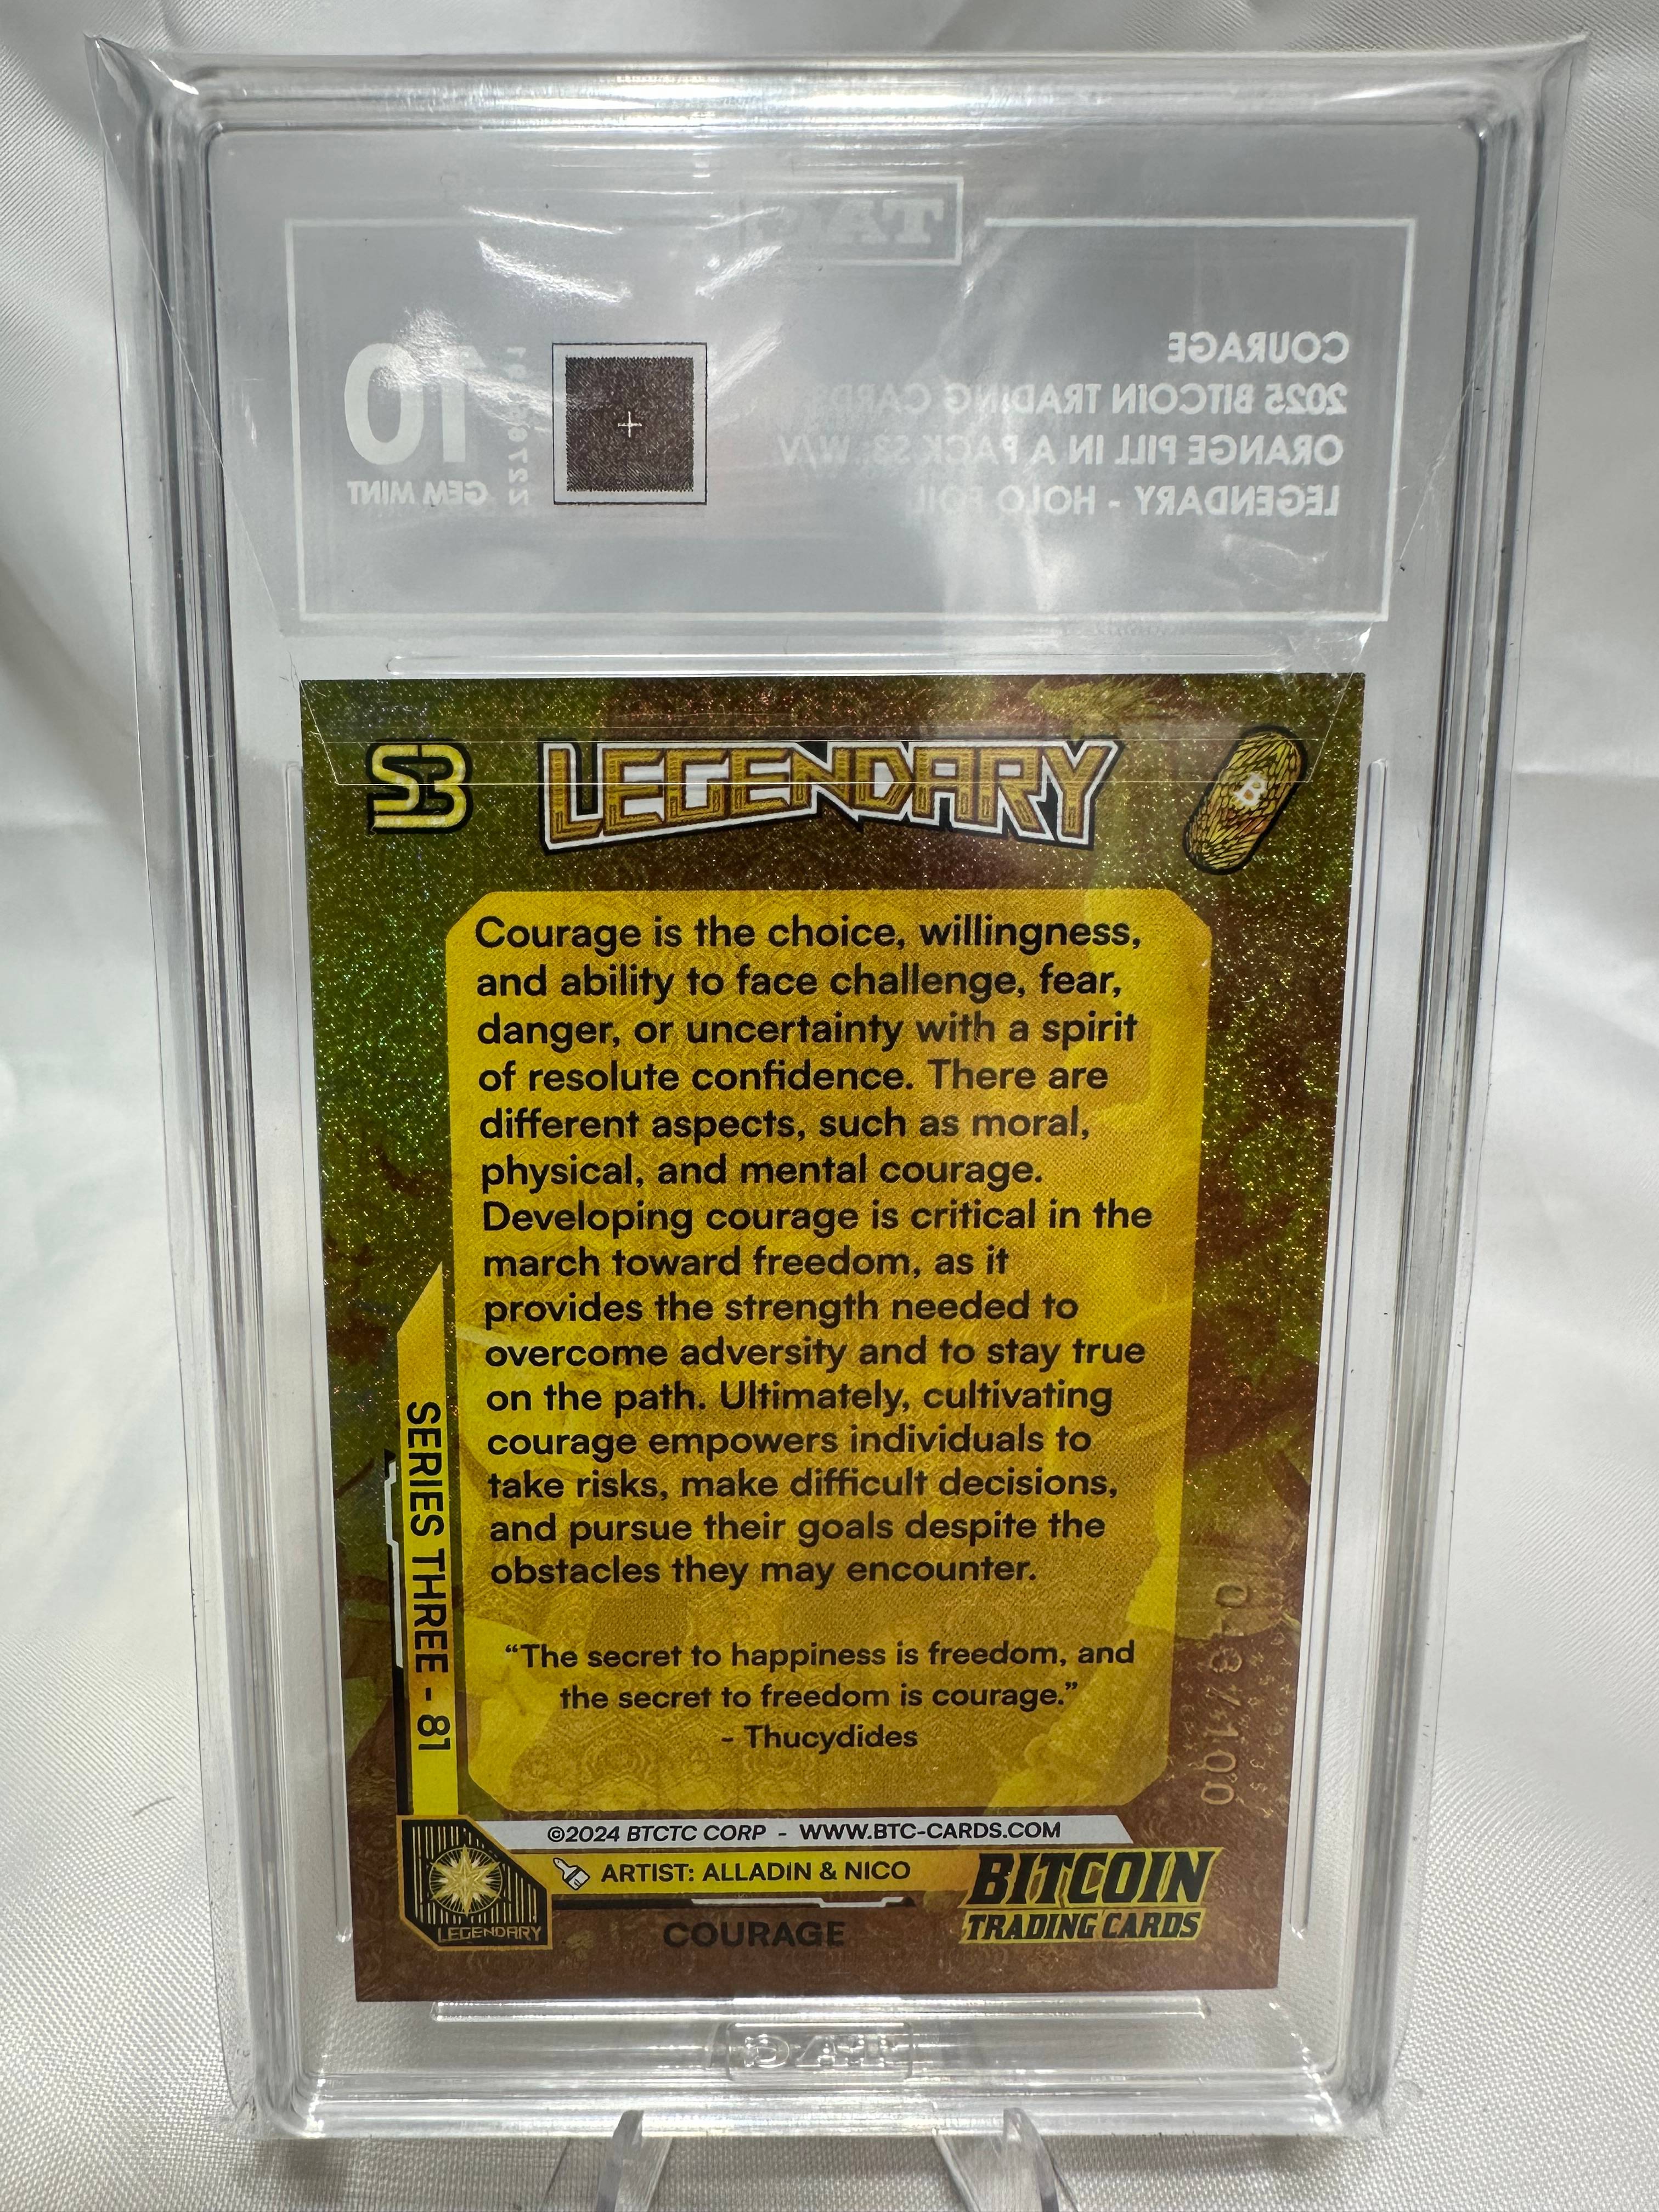 TAG
COURAGE
2025 BITCOIN TRADING CARDS
ORANGE PILL IN A PACK S3: W/V
LEGENDARY - HOLO FOIL
10
GEM MINT
S3
LEGENDARY
B
Courage is the choice, willingness,
and ability to face challenge, fear,
danger, or uncertainty with a spirit
of resolute confidence. There are
different aspects, such as moral,
physical, and mental courage.
Developing courage is critical in the
march toward freedom, as it
provides the strength needed to
overcome adversity and to stay true
on the path. Ultimately, cultivating
courage empowers individuals to
take risks, make difficult decisions,
and pursue their goals despite the
obstacles they may encounter.
“The secret to happiness is freedom, and
the secret to freedom is courage.”
- Thucydides
SERIES THREE - 81
©2024 BTCTC CORP - WWW.BTC-CARDS.COM
ARTIST: ALLADIN & NICO
LEGENDARY
COURAGE
BITCOIN
TRADING CARDS
TAG